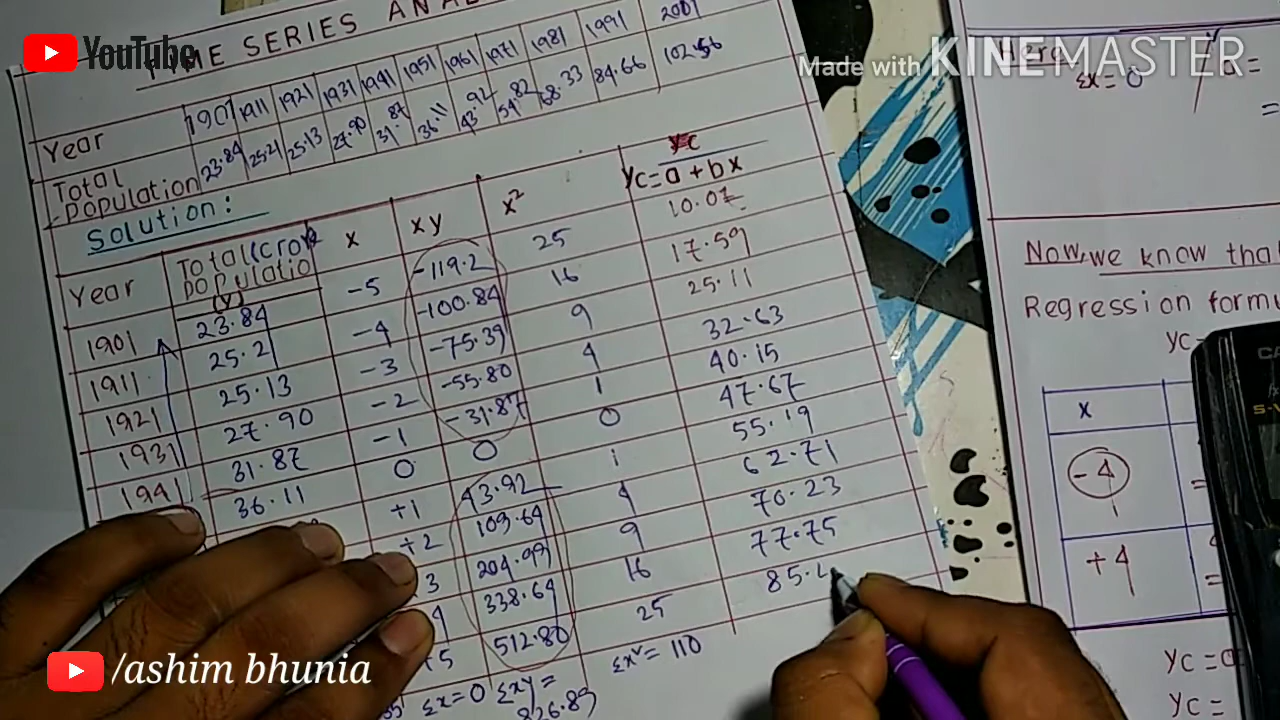 YouTube
TIME SERIES
Made with KINEMASTER
Year 1901 1911 1921 1931 1941 1951 1961 1971 1981 1991 2001
Total population 23.84 25.21 25.13 27.90 31.87 36.11 43.92 54.82 68.33 84.66 102.56
Solution:
Year Total(crore populatio (Y) x xy x² Yc=a+bx
1901 23.84 -5 -119.2 25 10.07
1911 25.21 -4 -100.84 16 17.59
1921 25.13 -3 -75.39 9 25.11
1931 27.90 -2 -55.80 4 32.63
1941 31.87 -1 -31.87 1 40.15
36.11 0 0 0 47.67
+1 43.92 1 55.19
+2 109.64 4 62.71
3 204.99 9 70.23
4 338.64 16 77.75
+5 512.80 25 85.
Σx=0 Σxy= 826.89 Σx²=110
Here
Σx=0 a=
=
Now, we know tha
Regression formu
Yc=
x
-4 =
+4 =
Yc=a
Yc=
/ashim bhunia